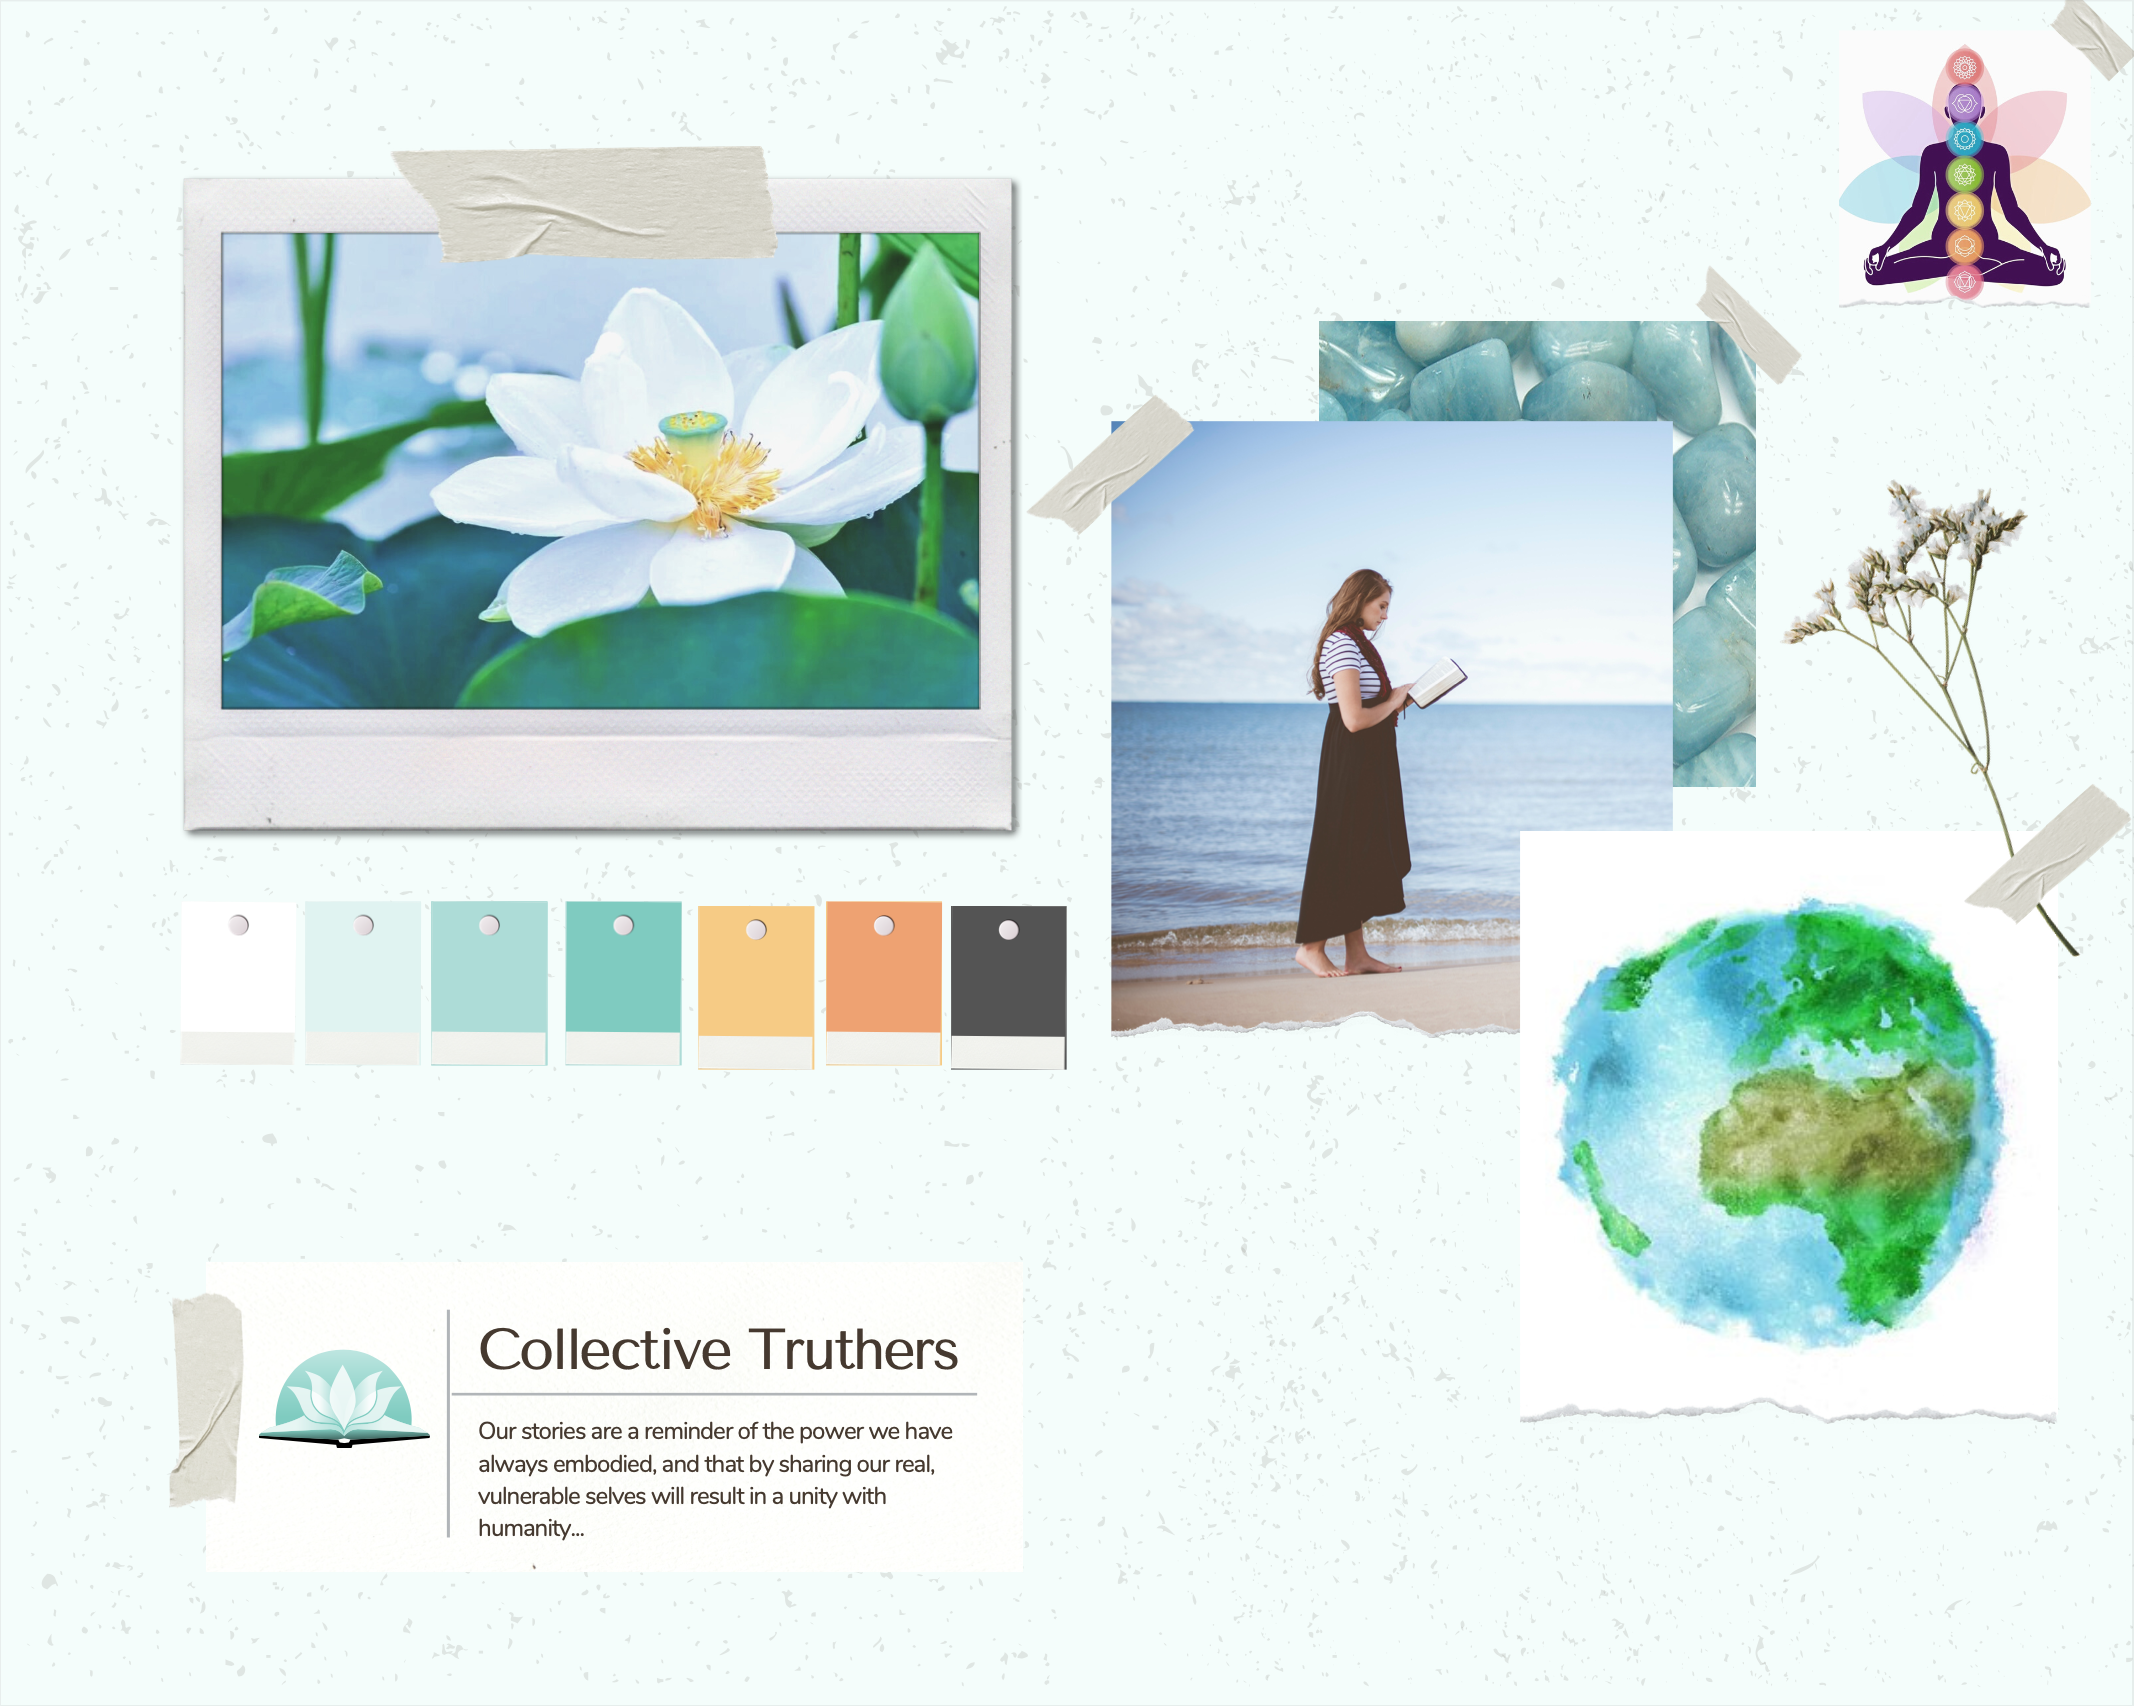 Collective Truthers
Our stories are a reminder of the power we have
always embodied, and that by sharing our real,
vulnerable selves will result in a unity with
humanity...